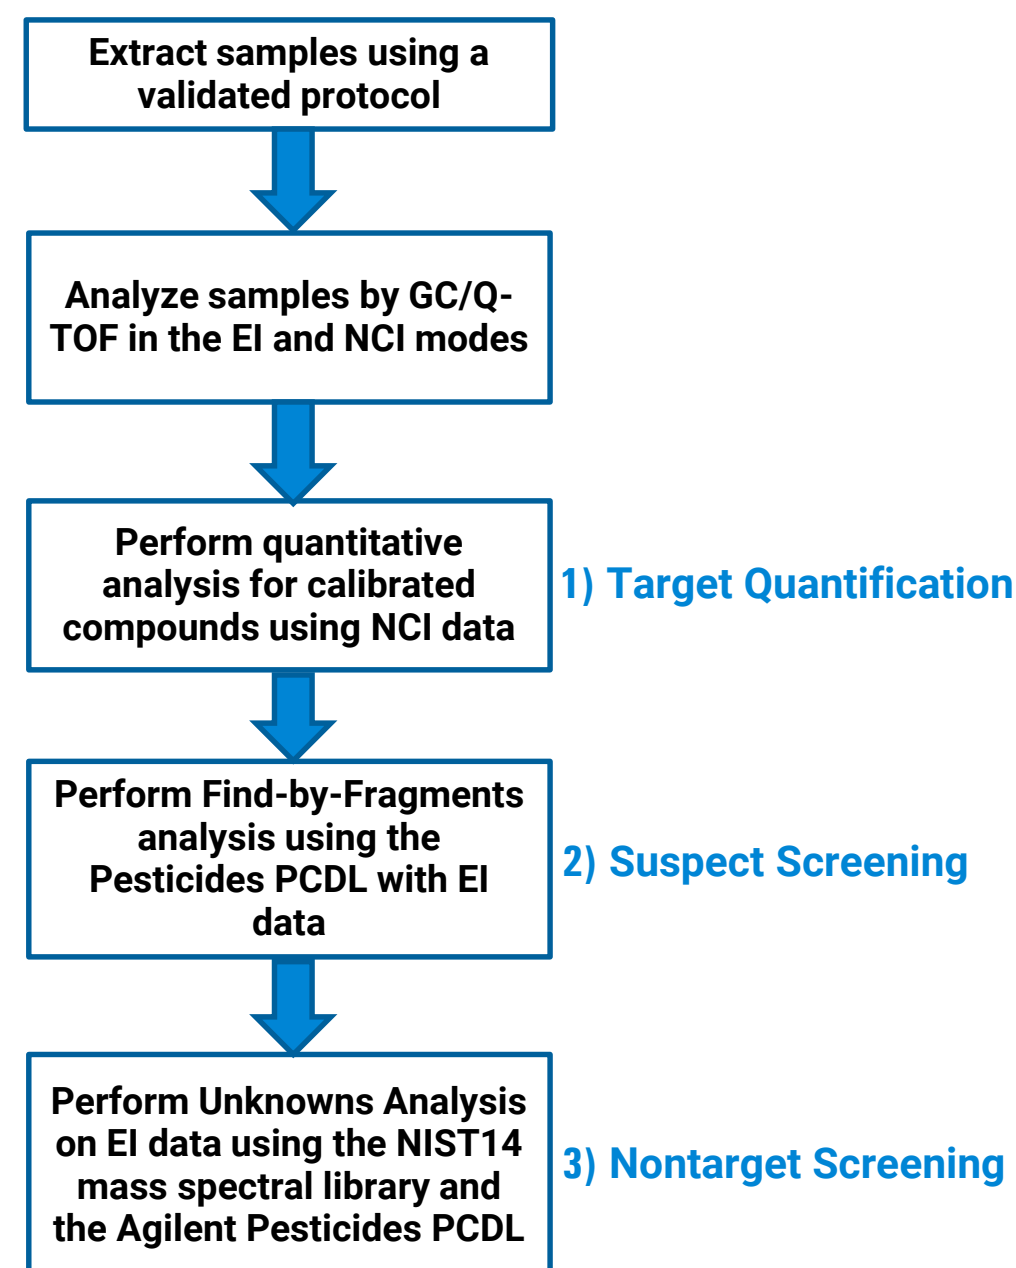 Extract samples using a
validated protocol
Analyze samples by GC/Q-
TOF in the EI and NCI modes
Perform quantitative
analysis for calibrated
compounds using NCI data
1) Target Quantification
Perform Find-by-Fragments
analysis using the
Pesticides PCDL with EI
data
2) Suspect Screening
Perform Unknowns Analysis
on EI data using the NIST14
mass spectral library and
the Agilent Pesticides PCDL
3) Nontarget Screening